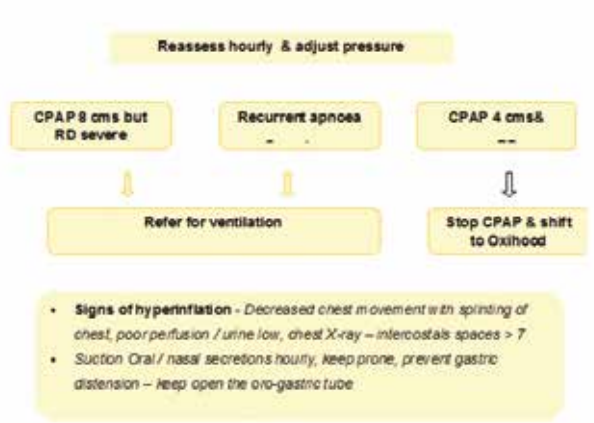 Reassess hourly & adjust pressure
CPAP 8 cms but
RD severe
Recurrent apnoea
CPAP 4 cms&
Refer for ventilation
Stop CPAP & shift
to Oxihood
• Signs of hyperinflation - Decreased chest movement with splinting of
chest, poor perfusion / urine low, chest X-ray – intercostals spaces > 7
• Suction Oral / nasal secretions hourly, keep prone, prevent gastric
distension – keep open the oro-gastric tube